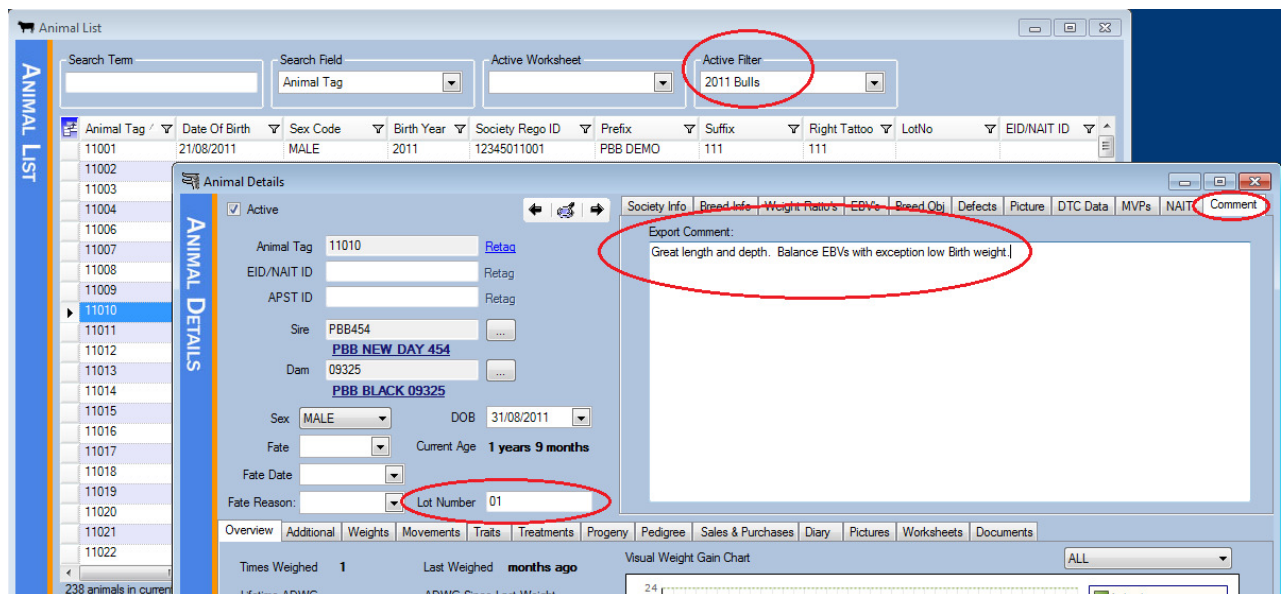 Animal List
ANIMAL LIST
Search Term
Search Field
Animal Tag
Active Worksheet
Active Filter
2011 Bulls
Animal Tag Date Of Birth Sex Code Birth Year Society Rego ID Prefix Suffix Right Tattoo LotNo EID/NAIT ID
11001 21/08/2011 MALE 2011 12345011001 PBB DEMO 111 111
11002
11003
11004
11006
11007
11008
11009
11010
11011
11012
11013
11014
11015
11016
11017
11018
11019
11020
11021
11022
238 animals in current
Animal Details
ANIMAL DETAILS
Active
Animal Tag 11010 Retag
EID/NAIT ID Retag
APST ID Retag
Sire PBB454 ...
PBB NEW DAY 454
Dam 09325 ...
PBB BLACK 09325
Sex MALE DOB 31/08/2011
Fate Current Age 1 years 9 months
Fate Date
Fate Reason: Lot Number 01
Society Info Breed Info Weight Ratio's EBV's Breed Obj Defects Picture DTC Data MVPs NAIT Comment
Export Comment:
Great length and depth. Balance EBVs with exception low Birth weight.
Overview Additional Weights Movements Traits Treatments Progeny Pedigree Sales & Purchases Diary Pictures Worksheets Documents
Times Weighed 1 Last Weighed months ago
Visual Weight Gain Chart ALL
Lifetime ADWG ADWG Since Last Weight
24